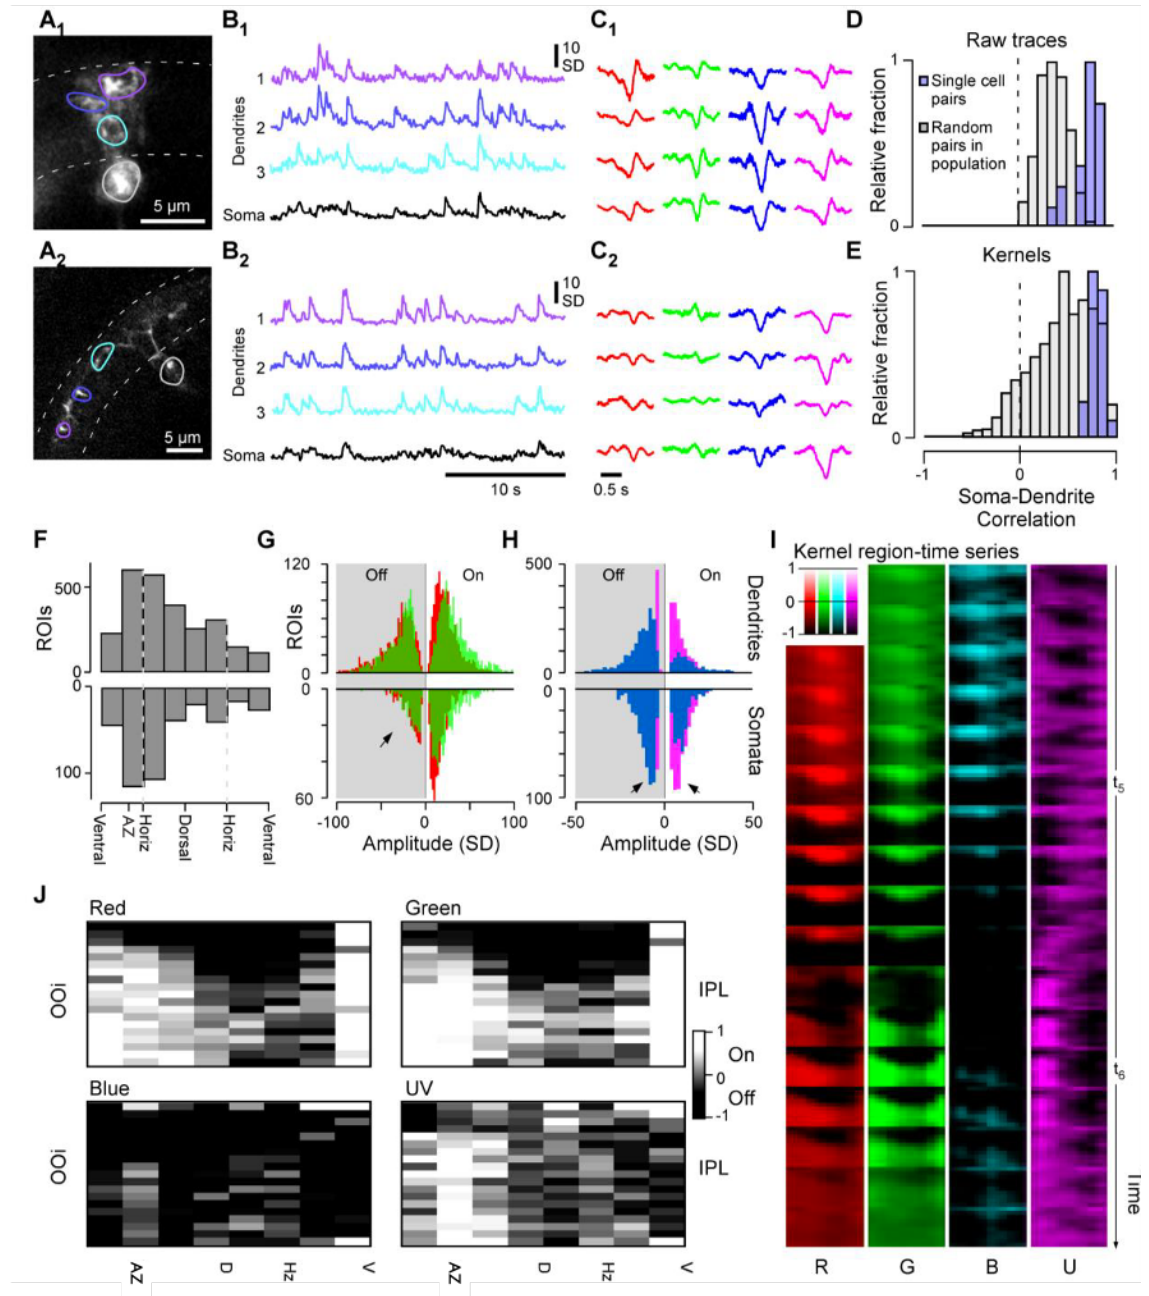 A1
5 µm
B1
10
SD
1
2
3
Dendrites
Soma
C1
D
Raw traces
1
0
Relative fraction
Single cell
pairs
Random
pairs in
population
A2
5 µm
B2
10
SD
1
2
3
Dendrites
Soma
10 s
C2
0.5 s
E
Kernels
1
0
Relative fraction
-1
0
1
Soma-Dendrite
Correlation
F
500
0
0
100
ROIs
Ventral
AZ
Horiz
Dorsal
Horiz
Ventral
G
120
Off
On
ROIs
0
0
60
-100
0
100
Amplitude (SD)
H
500
Off
On
0
0
100
-50
0
50
Amplitude (SD)
Dendrites
Somata
I
Kernel region-time series
1
0
-1
t5
t6
Time
R
G
B
U
J
Red
Green
OOi
IPL
1
0
-1
On
Off
Blue
UV
OOi
IPL
AZ
D
Hz
V
AZ
D
Hz
V